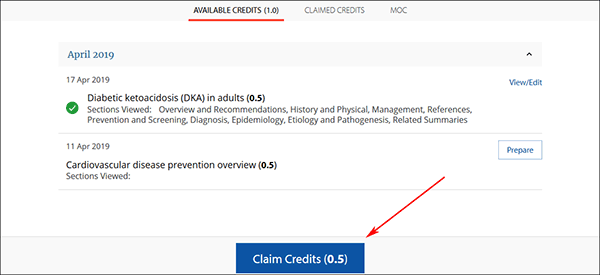 AVAILABLE CREDITS (1.0) CLAIMED CREDITS MOC
April 2019
17 Apr 2019 View/Edit
Diabetic ketoacidosis (DKA) in adults (0.5)
Sections Viewed: Overview and Recommendations, History and Physical, Management, References,
Prevention and Screening, Diagnosis, Epidemiology, Etiology and Pathogenesis, Related Summaries
11 Apr 2019 Prepare
Cardiovascular disease prevention overview (0.5)
Sections Viewed:
Claim Credits (0.5)